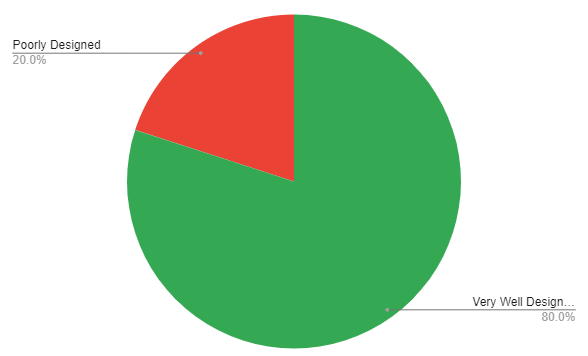 Poorly Designed
20.0%
Very Well Design...
80.0%